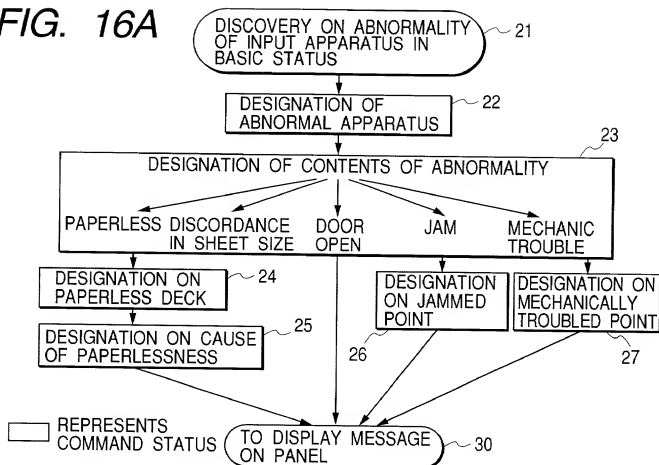 FIG. 16A
DISCOVERY ON ABNORMALITY
OF INPUT APPARATUS IN
BASIC STATUS
21
DESIGNATION OF
ABNORMAL APPARATUS
22
23
DESIGNATION OF CONTENTS OF ABNORMALITY
PAPERLESS
DISCORDANCE
IN SHEET SIZE
DOOR
OPEN
JAM
MECHANIC
TROUBLE
DESIGNATION ON
PAPERLESS DECK
24
DESIGNATION ON CAUSE
OF PAPERLESSNESS
25
DESIGNATION
ON JAMMED
POINT
26
DESIGNATION ON
MECHANICALLY
TROUBLED POINT
27
REPRESENTS
COMMAND STATUS
TO DISPLAY MESSAGE
ON PANEL
30